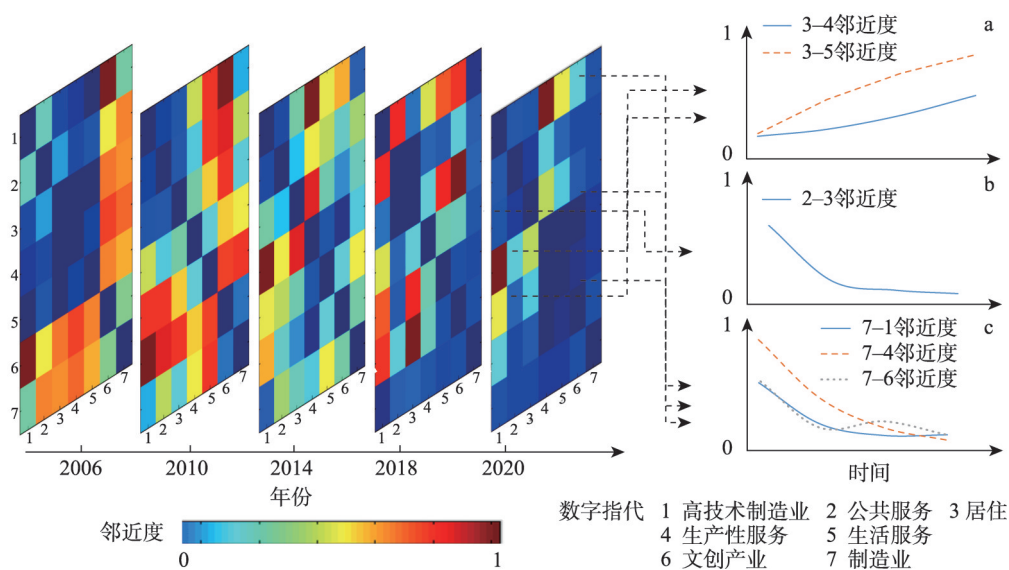 1
2
3
4
5
6
7
1 2 3 4 5 6 7
1 2 3 4 5 6 7
1 2 3 4 5 6 7
1 2 3 4 5 6 7
1 2 3 4 5 6 7
2006 2010 2014 2018 2020
年份
邻近度
0 1
1 a
3–4邻近度
3–5邻近度
0
1 b
2–3邻近度
0
1 c
7–1邻近度
7–4邻近度
7–6邻近度
0
时间
数字指代 1 高技术制造业 2 公共服务 3 居住
4 生产性服务 5 生活服务
6 文创产业 7 制造业